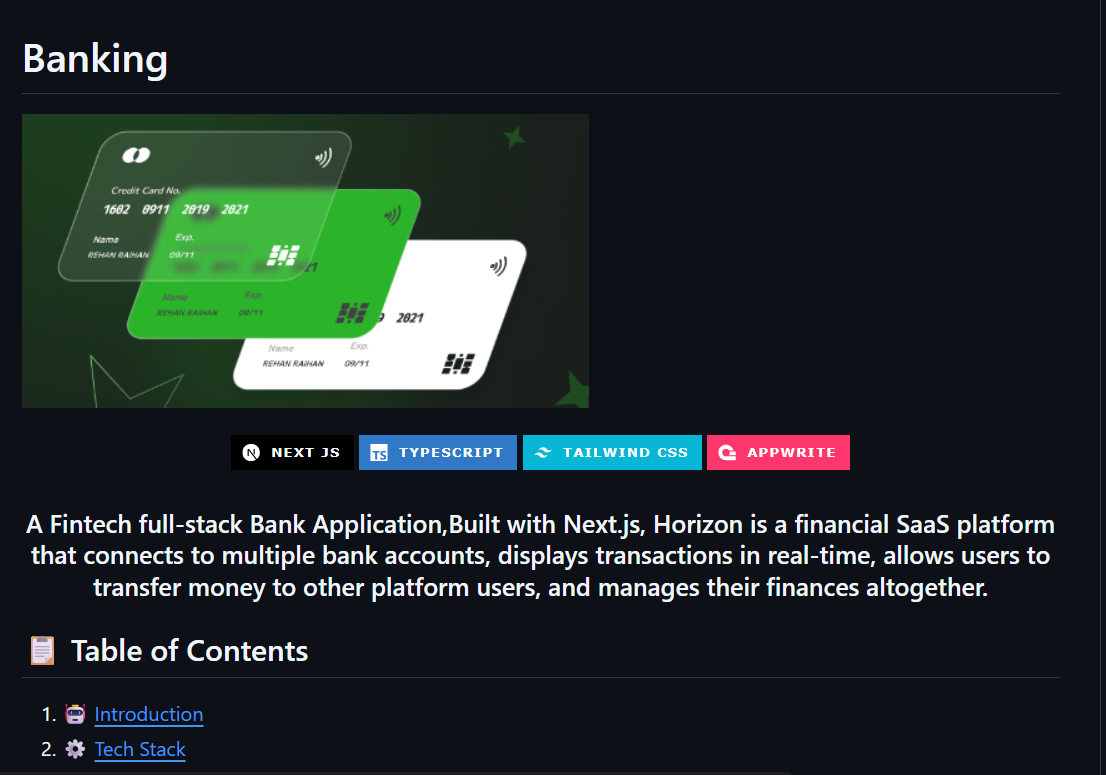 Banking
Credit Card No.
1602 0911 2019 2021
Name Exp.
REHAN RAIHAN 09/11
21
Name Exp.
REHAN RAIHAN 09/11
9 2021
Name Exp.
REHAN RAIHAN 09/11
N NEXT JS TS TYPESCRIPT TAILWIND CSS APPWRITE
A Fintech full-stack Bank Application,Built with Next.js, Horizon is a financial SaaS platform
that connects to multiple bank accounts, displays transactions in real-time, allows users to
transfer money to other platform users, and manages their finances altogether.
Table of Contents
1. Introduction
2. Tech Stack